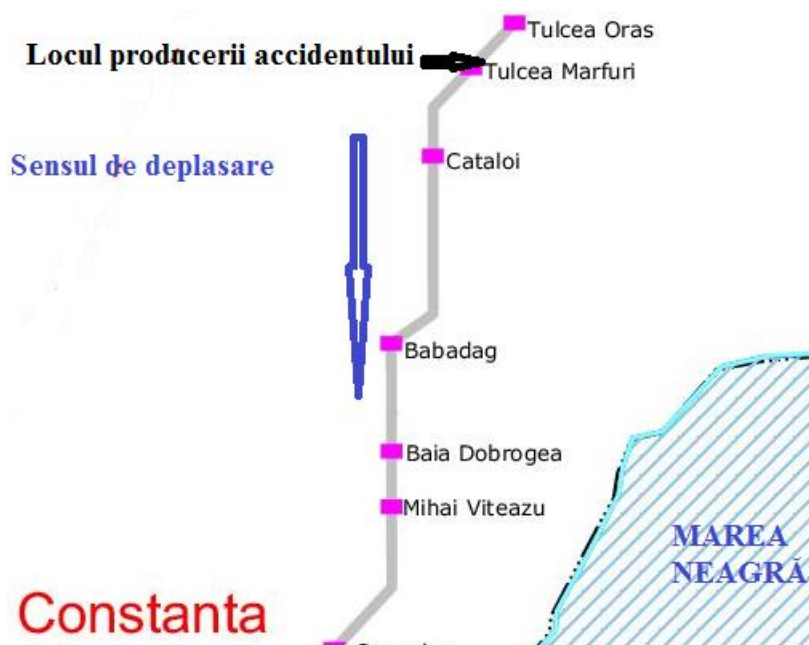 Tulcea Oras
Locul producerii accidentului
Tulcea Marfuri
Cataloi
Sensul de deplasare
Babadag
Baia Dobrogea
Mihai Viteazu
MAREA
NEAGRĂ
Constanta